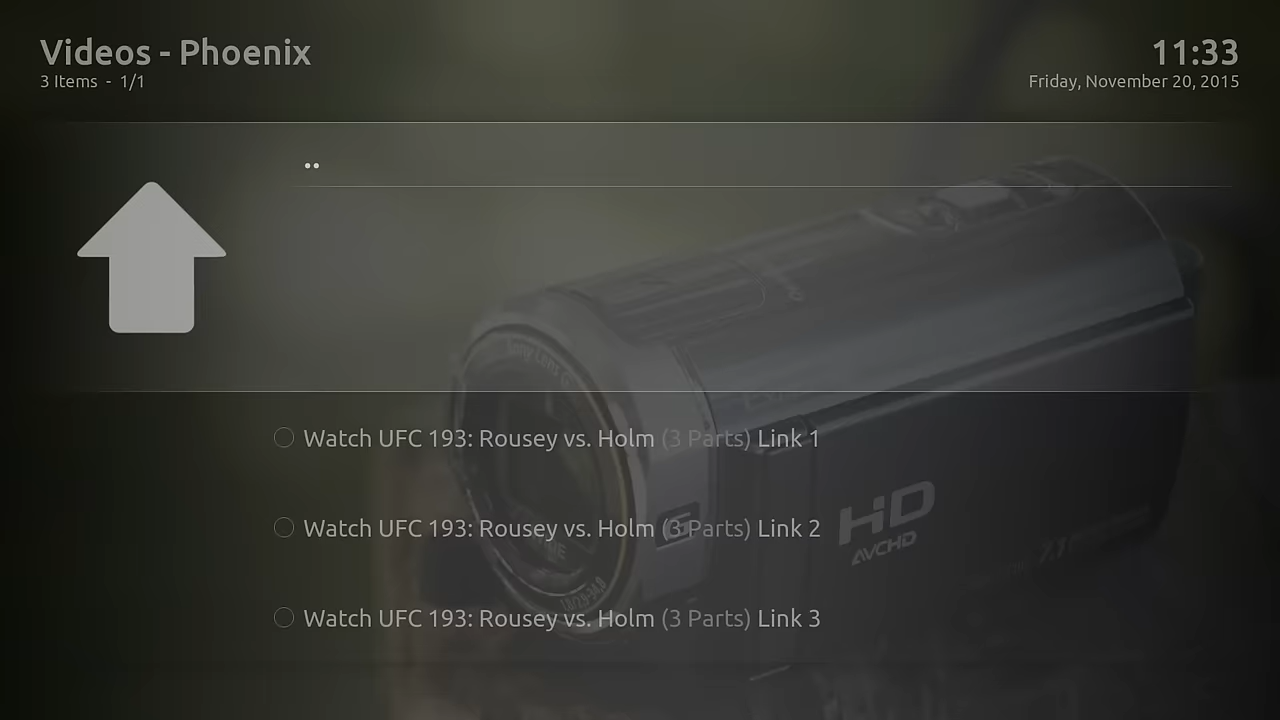 Videos - Phoenix
3 Items - 1/1
11:33
Friday, November 20, 2015
..
Watch UFC 193: Rousey vs. Holm (3 Parts) Link 1
Watch UFC 193: Rousey vs. Holm (3 Parts) Link 2
Watch UFC 193: Rousey vs. Holm (3 Parts) Link 3
G
HD
AVCHD